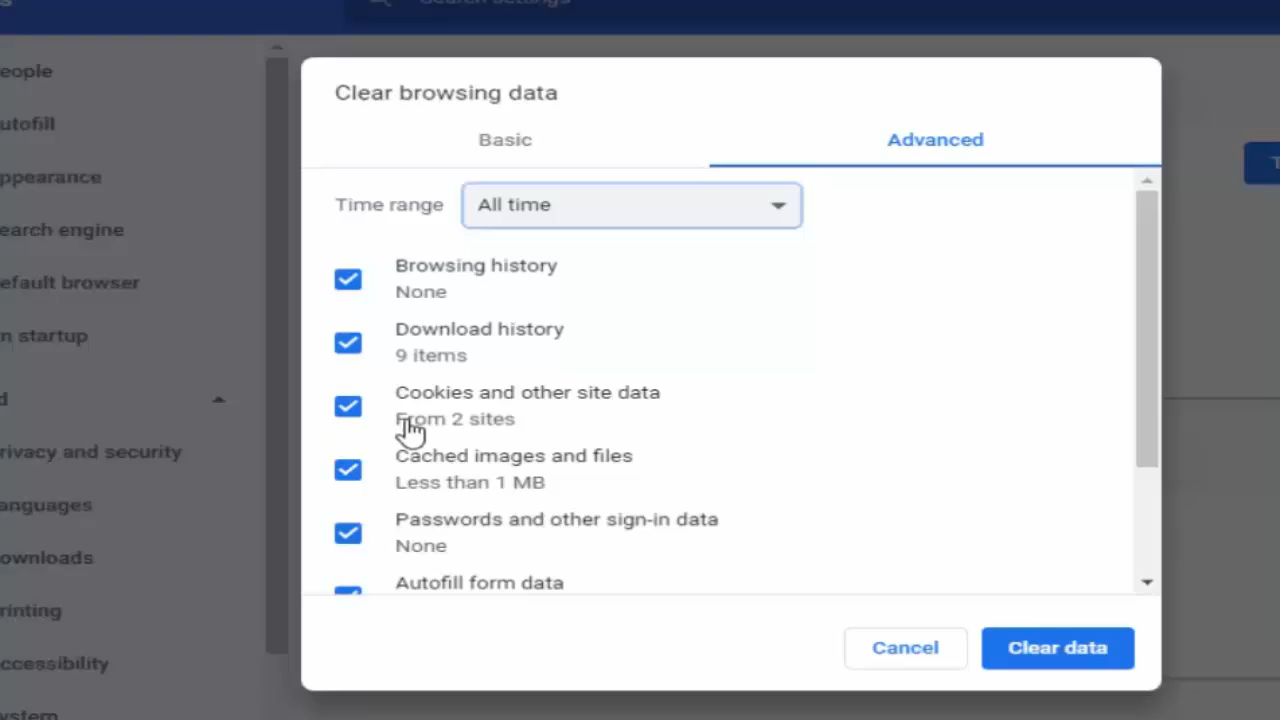 Search settings
eople
utofill
ppearance
earch engine
efault browser
n startup
d
rivacy and security
anguages
ownloads
rinting
ccessibility
ystem
Clear browsing data
Basic
Advanced
Time range
All time
Browsing history
None
Download history
9 items
Cookies and other site data
From 2 sites
Cached images and files
Less than 1 MB
Passwords and other sign-in data
None
Autofill form data
Cancel
Clear data